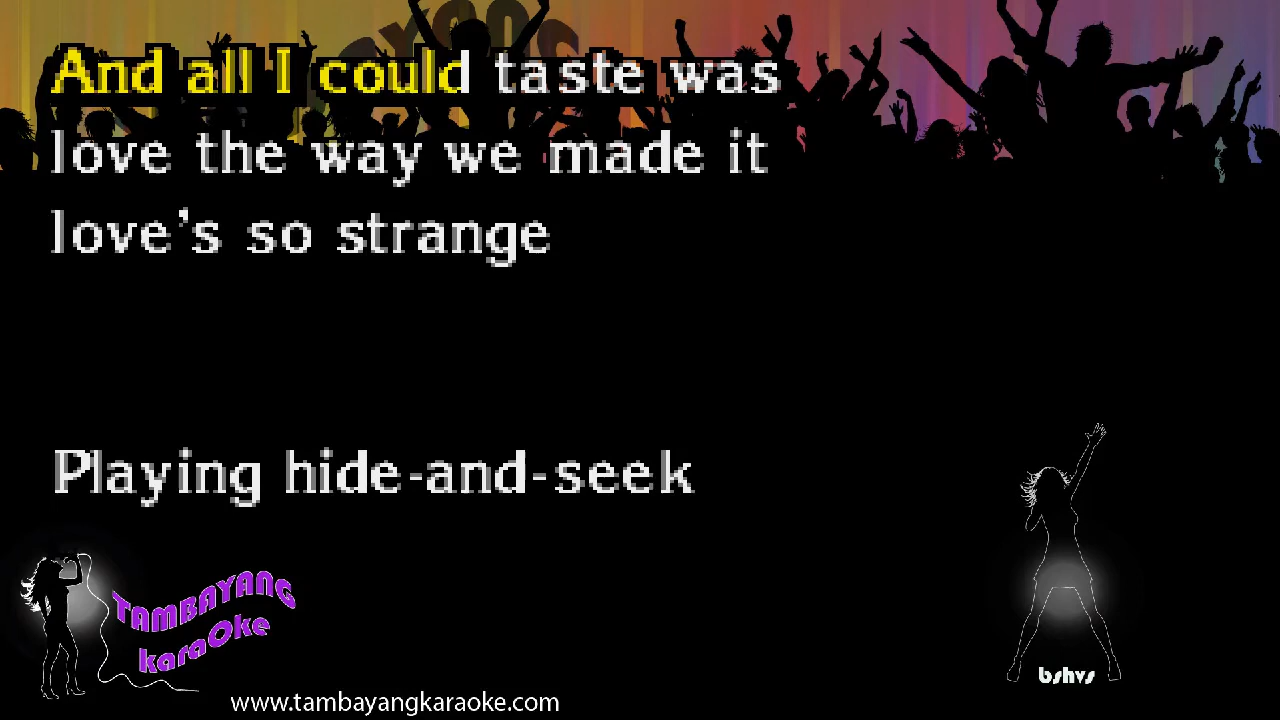 And all I could taste was
love the way we made it
love's so strange
Playing hide-and-seek
TAMBAYANG
karaOke
bshvs
www.tambayangkaraoke.com